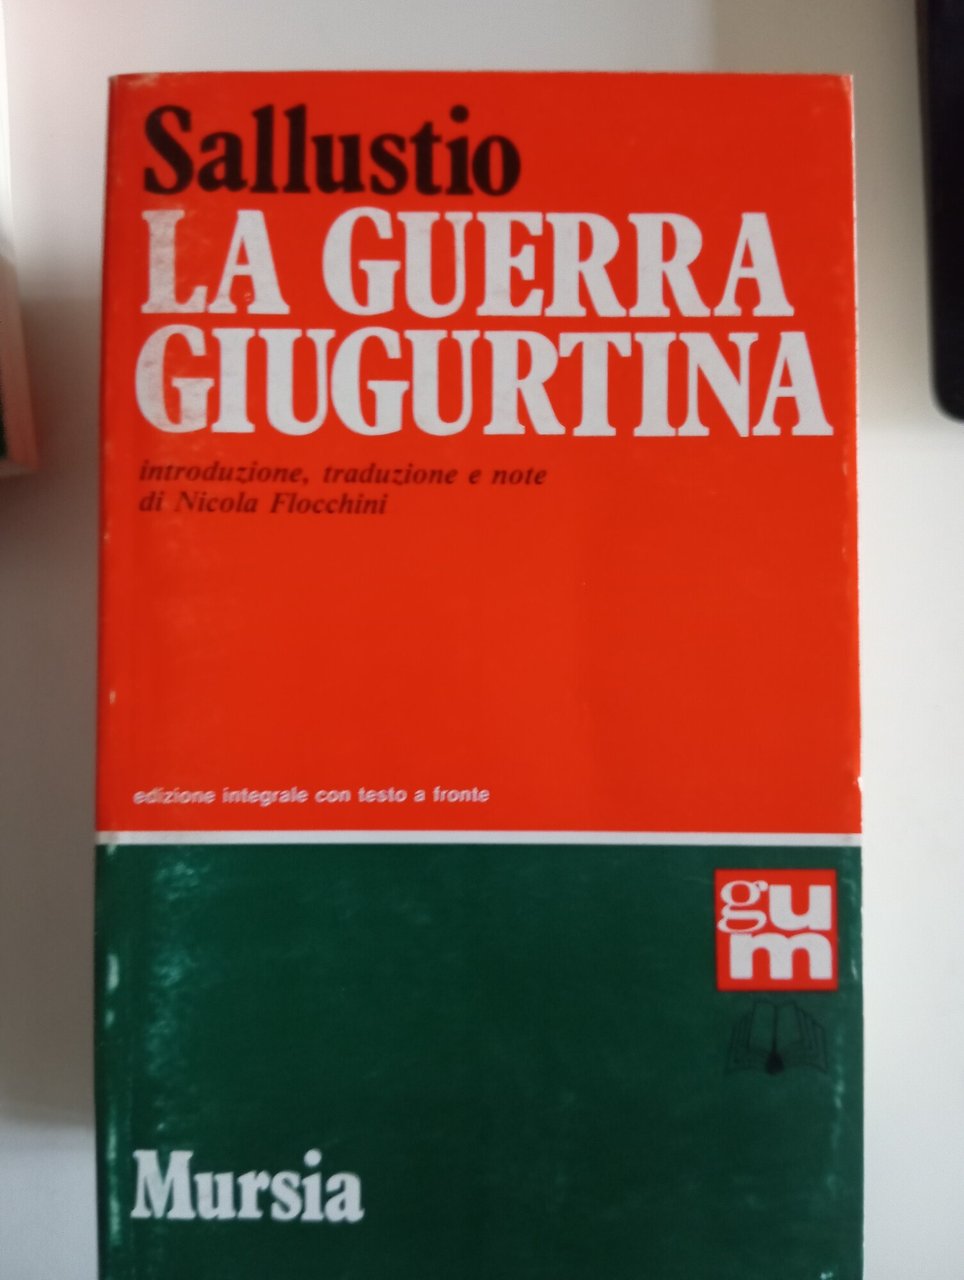 Sallustio
LA GUERRA
GIUGURTINA
introduzione, traduzione e note
di Nicola Flocchini
edizione integrale con testo a fronte
gu
m
Mursia